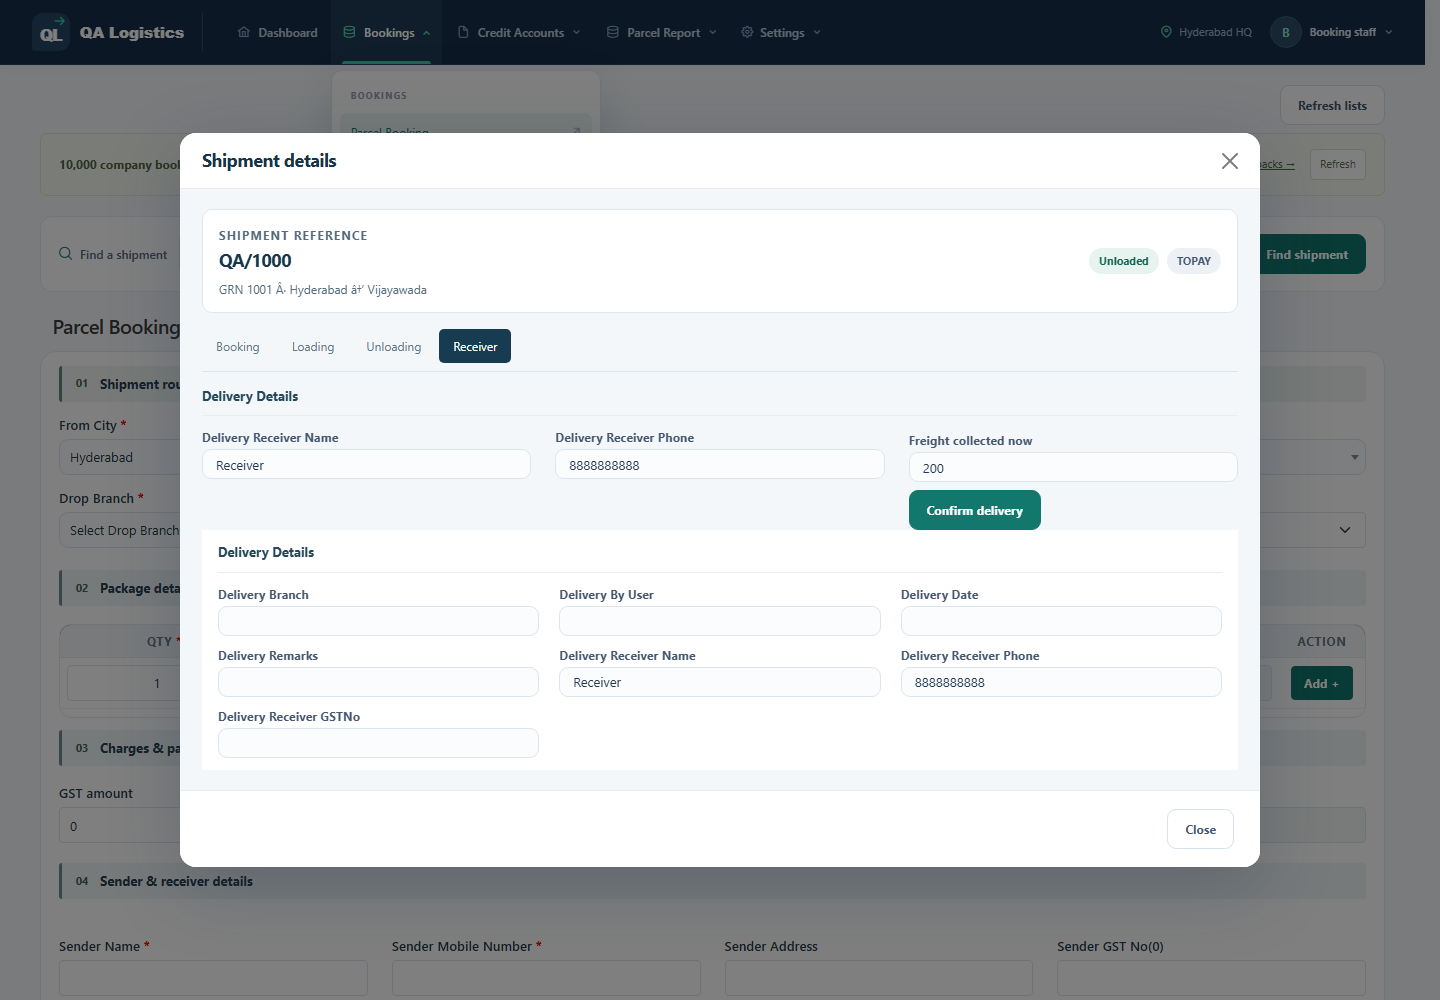 QL QA Logistics Dashboard Bookings Credit Accounts Parcel Report Settings Hyderabad HQ B Booking staff
BOOKINGS
Refresh lists
Parcel Booking
10,000 company
Refresh
Find a shipment
Find shipment
Parcel Booking
01 Shipment
From City *
Hyderabad
Drop Branch *
Select Drop Branch
02 Package
QTY *
ACTION
1
Add +
03 Charges &
GST amount
0
04 Sender & receiver details
Sender Name * Sender Mobile Number * Sender Address Sender GST No(0)
Shipment details
SHIPMENT REFERENCE
QA/1000
Unloaded TOPAY
GRN 1001 Â· Hyderabad â†’ Vijayawada
Booking Loading Unloading Receiver
Delivery Details
Delivery Receiver Name Delivery Receiver Phone Freight collected now
Receiver 8888888888 200
Confirm delivery
Delivery Details
Delivery Branch Delivery By User Delivery Date
Delivery Remarks Delivery Receiver Name Delivery Receiver Phone
Receiver 8888888888
Delivery Receiver GSTNo
Close